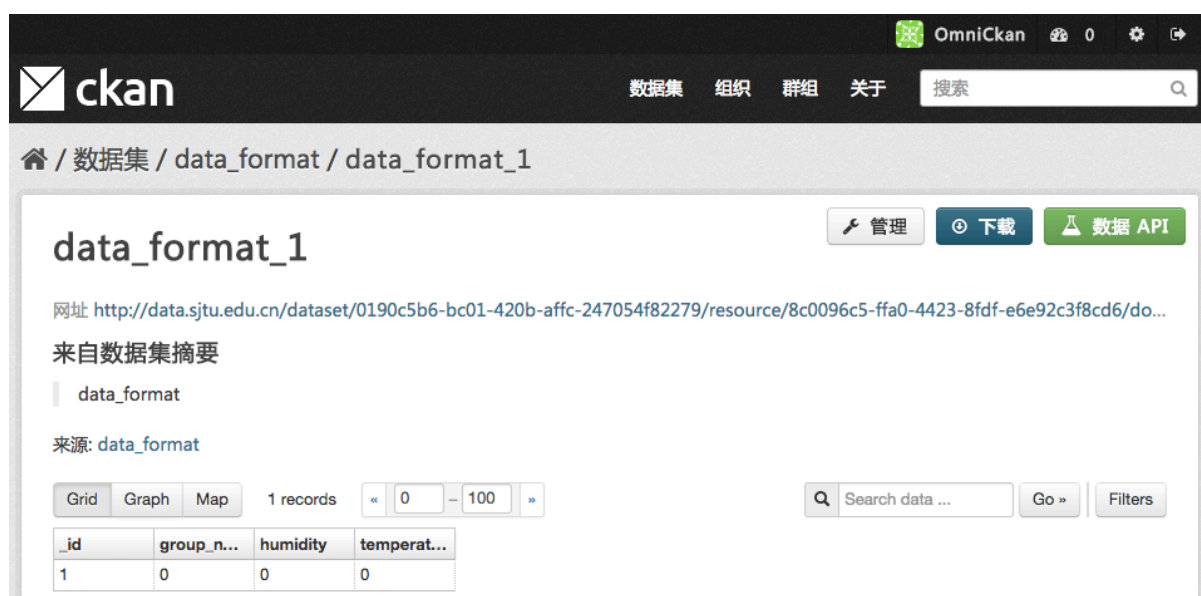 OmniCkan 0
ckan 数据集 组织 群组 关于 搜索
/ 数据集 / data_format / data_format_1
管理 下载 数据 API
data_format_1
网址 http://data.sjtu.edu.cn/dataset/0190c5b6-bc01-420b-affc-247054f82279/resource/8c0096c5-ffa0-4423-8fdf-e6e92c3f8cd6/do...
来自数据集摘要
data_format
来源: data_format
Grid Graph Map 1 records « 0 – 100 » Search data ... Go » Filters
_id group_n... humidity temperat...
1 0 0 0